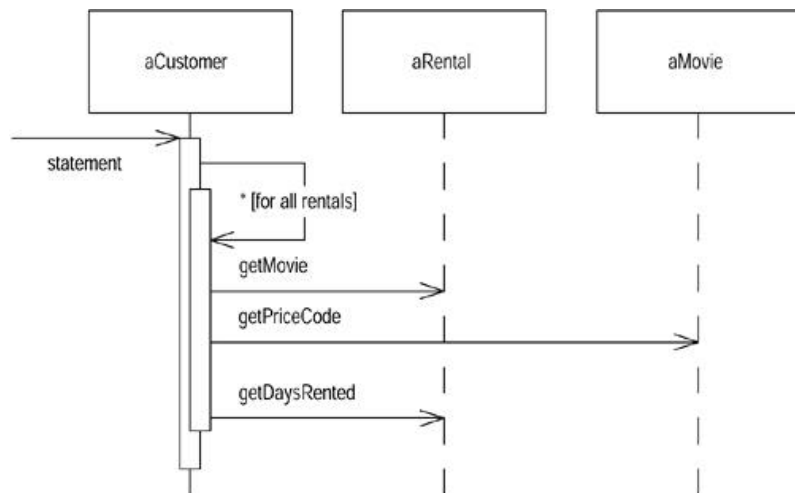 aCustomer
aRental
aMovie
statement
* [for all rentals]
getMovie
getPriceCode
getDaysRented